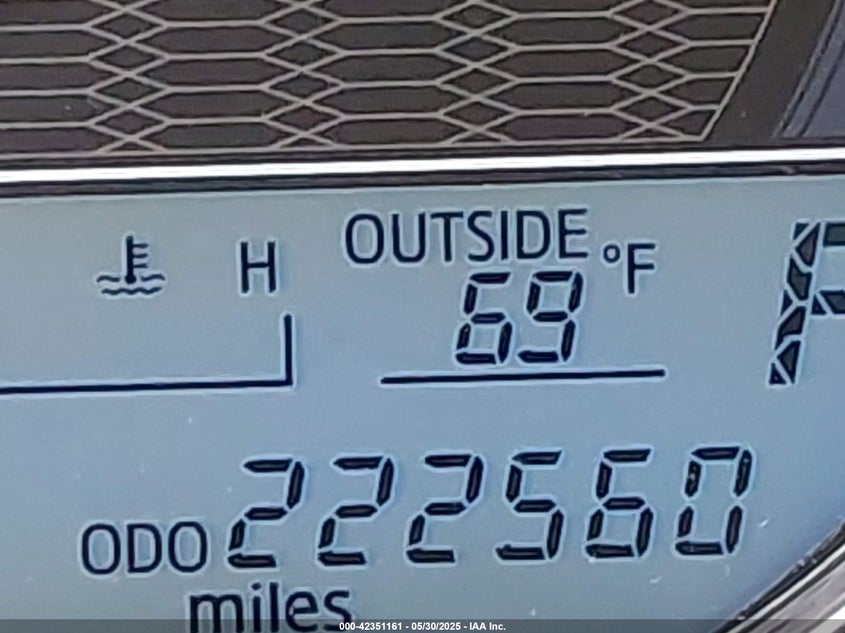 OUTSIDE
H
69 °F
P
ODO 222560
miles
000-42351161 - 05/30/2025 - IAA Inc.